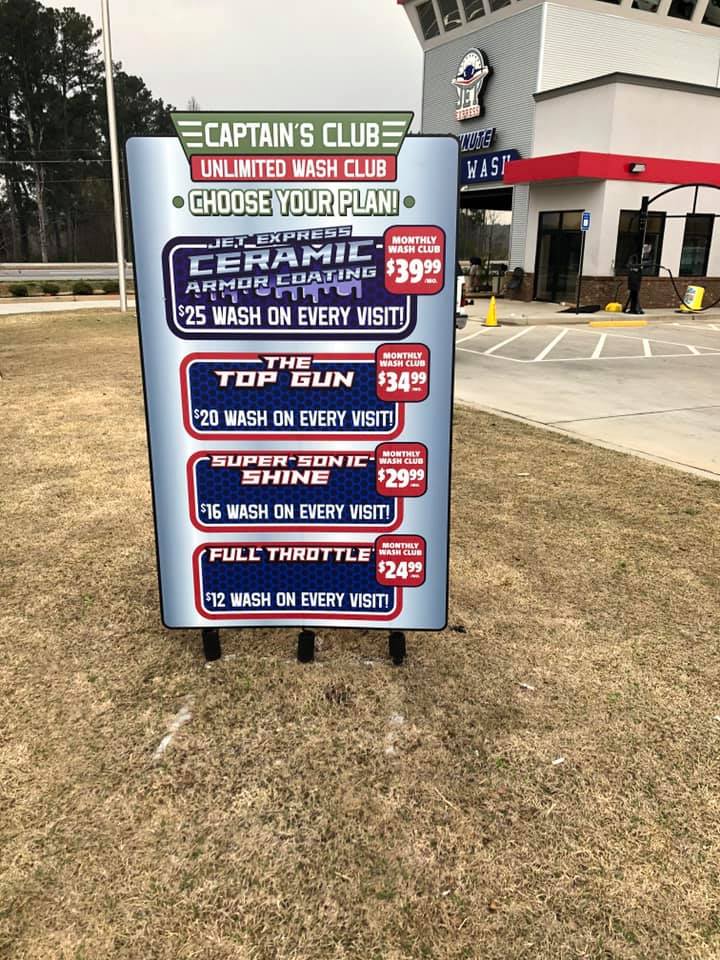 CAPTAIN'S CLUB
UNLIMITED WASH CLUB
• CHOOSE YOUR PLAN! •
JET EXPRESS
CERAMIC
ARMOR COATING
MONTHLY
WASH CLUB
$39.99
/MO.
$25 WASH ON EVERY VISIT!
THE
TOP GUN
MONTHLY
WASH CLUB
$34.99
$20 WASH ON EVERY VISIT!
SUPER SONIC
SHINE
MONTHLY
WASH CLUB
$29.99
$16 WASH ON EVERY VISIT!
FULL THROTTLE
MONTHLY
WASH CLUB
$24.99
$12 WASH ON EVERY VISIT!
JET
EXPRESS
NUTE
WASH